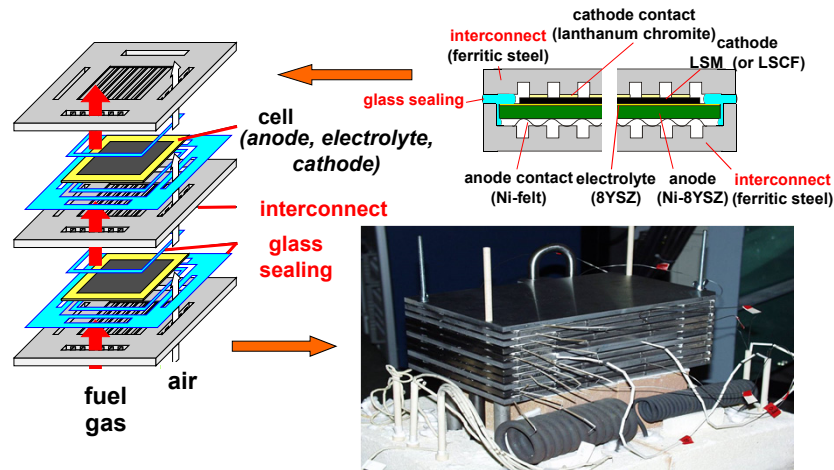 cell
(anode, electrolyte,
cathode)
interconnect
glass
sealing
fuel
gas
air
interconnect
(ferritic steel)
cathode contact
(lanthanum chromite)
cathode
LSM (or LSCF)
glass sealing
anode contact
(Ni-felt)
electrolyte
(8YSZ)
anode
(Ni-8YSZ)
interconnect
(ferritic steel)